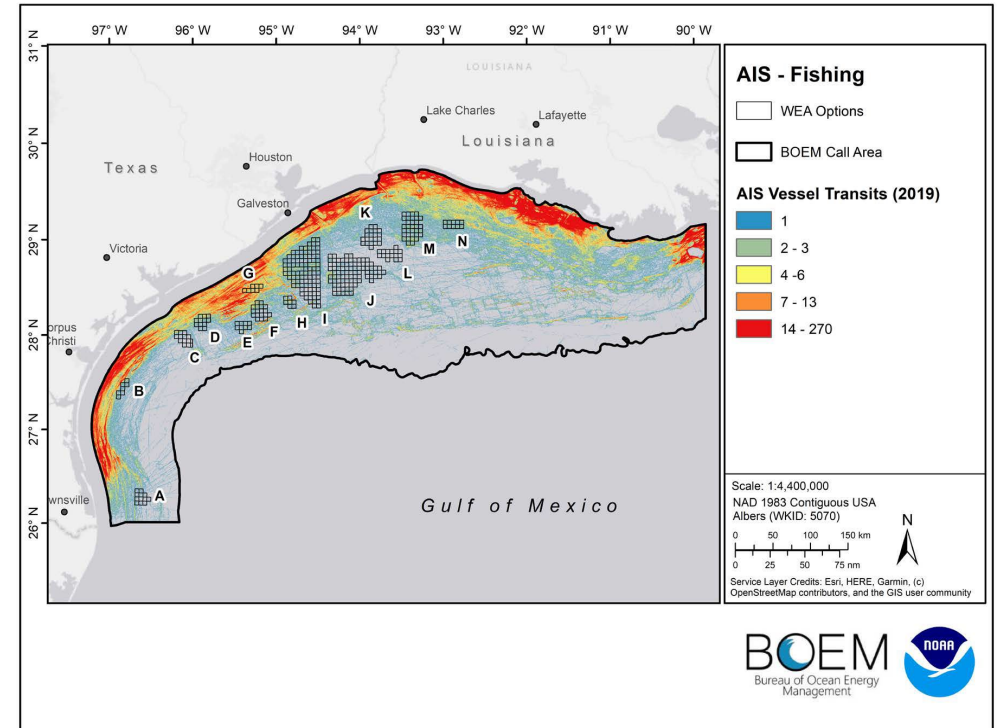 97° W 96° W 95° W 94° W 93° W 92° W 91° W 90° W
31° N
30° N
29° N
28° N
27° N
26° N
LOUISIANA
Lake Charles
Lafayette
Louisiana
Texas
Houston
Galveston
Victoria
orpus
Christi
wnsville
K
N
M
L
G
J
I
H
F
D
E
C
B
A
Gulf of Mexico
AIS - Fishing
WEA Options
BOEM Call Area
AIS Vessel Transits (2019)
1
2 - 3
4 -6
7 - 13
14 - 270
Scale: 1:4,400,000
NAD 1983 Contiguous USA
Albers (WKID: 5070)
N
0 50 100 150 km
0 25 50 75 nm
Service Layer Credits: Esri, HERE, Garmin, (c)
OpenStreetMap contributors, and the GIS user community
BOEM
Bureau of Ocean Energy
Management
NOAA